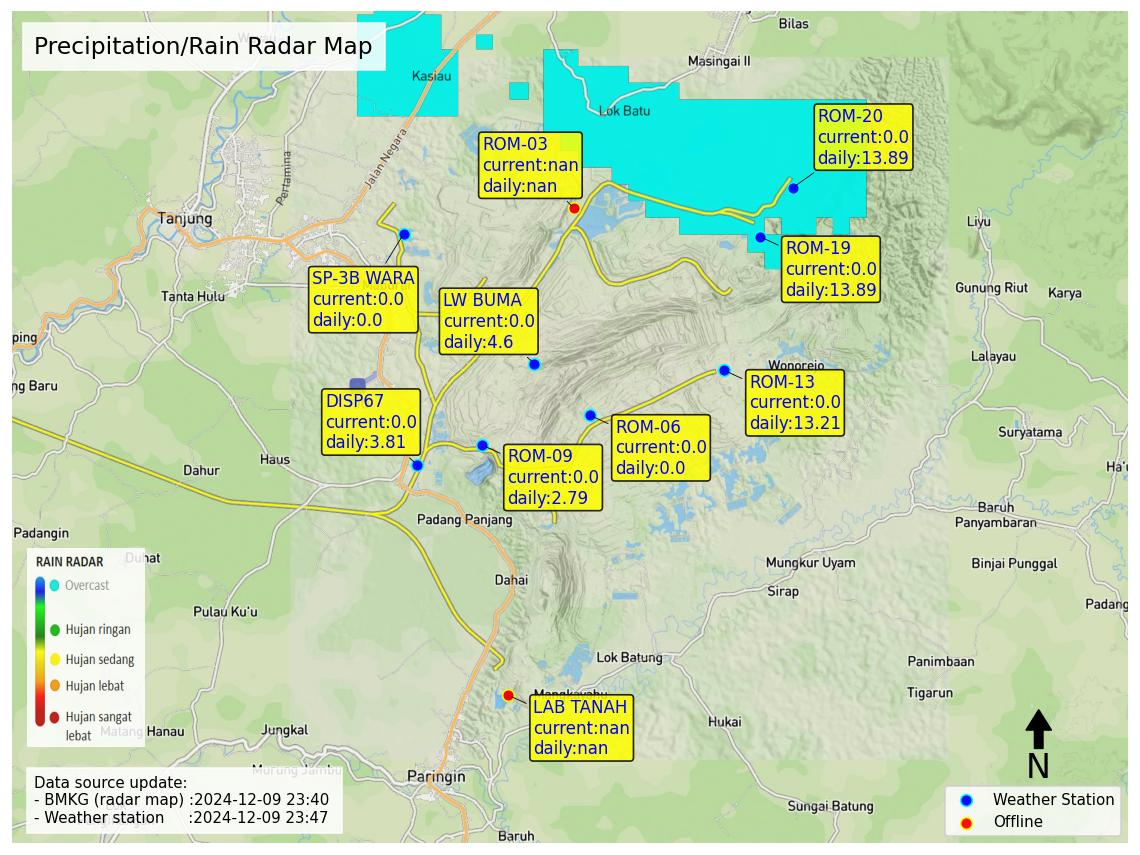 Precipitation/Rain Radar Map
Bilas
Masingai II
Kasiau
Lok Batu
ROM-20
current:0.0
daily:13.89
ROM-03
current:nan
daily:nan
Jalan Negara
Pertamina
Tanjung
Liyu
ROM-19
current:0.0
daily:13.89
SP-3B WARA
current:0.0
daily:0.0
LW BUMA
current:0.0
daily:4.6
Tanta Hulu
Gunung Riut
Karya
ping
Lalayau
Wonorejo
ng Baru
ROM-13
current:0.0
daily:13.21
DISP67
current:0.0
daily:3.81
ROM-06
current:0.0
daily:0.0
Suryatama
ROM-09
current:0.0
daily:2.79
Haus
Dahur
Ha'u
Baruh
Panyambaran
Padang Panjang
Padangin
Duhat
RAIN RADAR
Overcast
Hujan ringan
Hujan sedang
Hujan lebat
Hujan sangat
lebat
Mungkur Uyam
Binjai Punggal
Dahai
Sirap
Padang
Pulau Ku'u
Lok Batung
Panimbaan
Tigarun
Mangkayahu
LAB TANAH
current:nan
daily:nan
Hukai
Matang Hanau
Jungkal
Murung Jambu
Paringin
Data source update:
- BMKG (radar map) :2024-12-09 23:40
- Weather station :2024-12-09 23:47
N
Weather Station
Offline
Sungai Batung
Baruh